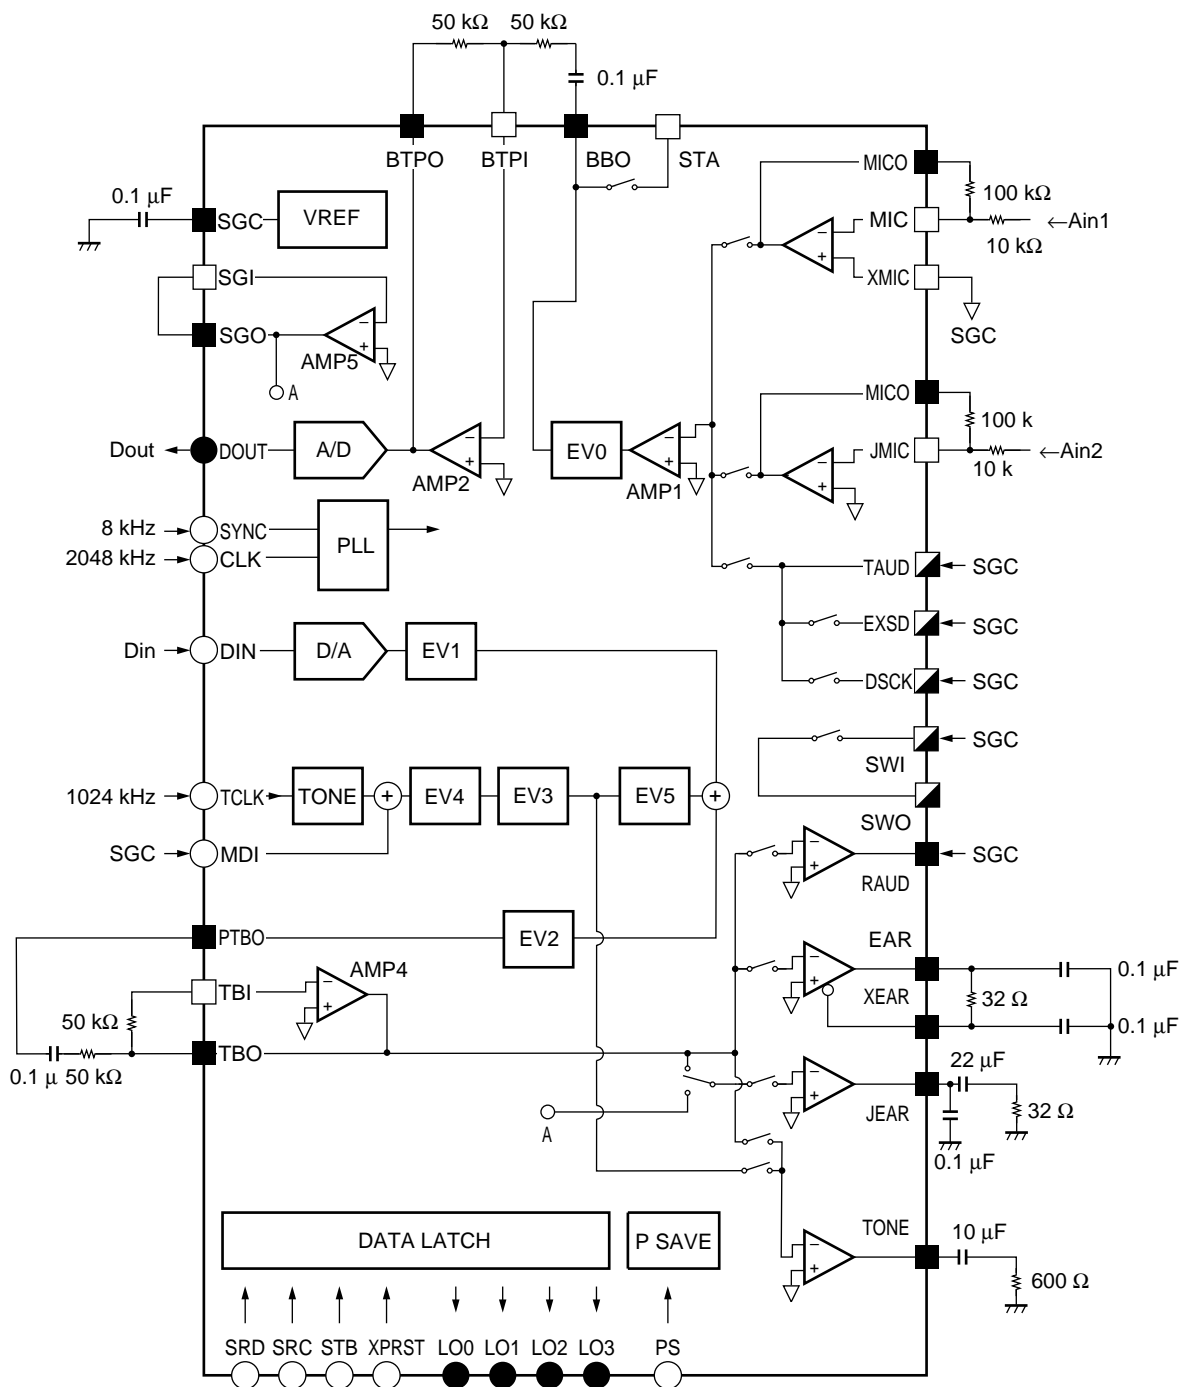 50 kΩ 50 kΩ
0.1 μF
BTPO BTPI BBO STA
MICO
0.1 μF
100 kΩ
SGC VREF
MIC ←Ain1
10 kΩ
SGI
XMIC
SGO
SGC
AMP5
A
MICO
100 k
Dout DOUT A/D
AMP2
EV0
AMP1
JMIC ←Ain2
10 k
8 kHz SYNC
PLL
2048 kHz CLK
TAUD SGC
EXSD SGC
Din DIN D/A EV1
DSCK SGC
SGC
SWI
1024 kHz TCLK TONE + EV4 EV3 EV5 +
SWO
SGC MDI
SGC
RAUD
PTBO EV2
EAR
AMP4
0.1 μF
TBI
XEAR 32 Ω
50 kΩ
0.1 μF
TBO
0.1 μ 50 kΩ
22 μF
JEAR 32 Ω
A
0.1 μF
TONE 10 μF
DATA LATCH P SAVE
600 Ω
SRD SRC STB XPRST LO0 LO1 LO2 LO3 PS